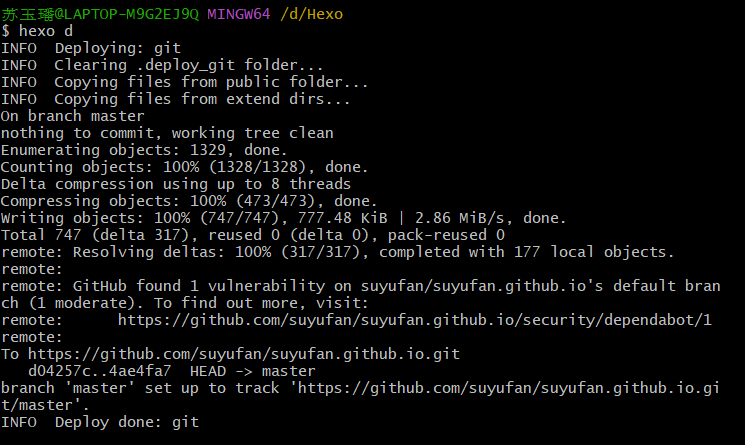 苏玉璠@LAPTOP-M9G2EJ9Q MINGW64 /d/Hexo
$ hexo d
INFO  Deploying: git
INFO  Clearing .deploy_git folder...
INFO  Copying files from public folder...
INFO  Copying files from extend dirs...
On branch master
nothing to commit, working tree clean
Enumerating objects: 1329, done.
Counting objects: 100% (1328/1328), done.
Delta compression using up to 8 threads
Compressing objects: 100% (473/473), done.
Writing objects: 100% (747/747), 777.48 KiB | 2.86 MiB/s, done.
Total 747 (delta 317), reused 0 (delta 0), pack-reused 0
remote: Resolving deltas: 100% (317/317), completed with 177 local objects.
remote:
remote: GitHub found 1 vulnerability on suyufan/suyufan.github.io's default bran
ch (1 moderate). To find out more, visit:
remote:      https://github.com/suyufan/suyufan.github.io/security/dependabot/1
remote:
To https://github.com/suyufan/suyufan.github.io.git
   d04257c..4ae4fa7  HEAD -> master
branch 'master' set up to track 'https://github.com/suyufan/suyufan.github.io.gi
t/master'.
INFO  Deploy done: git